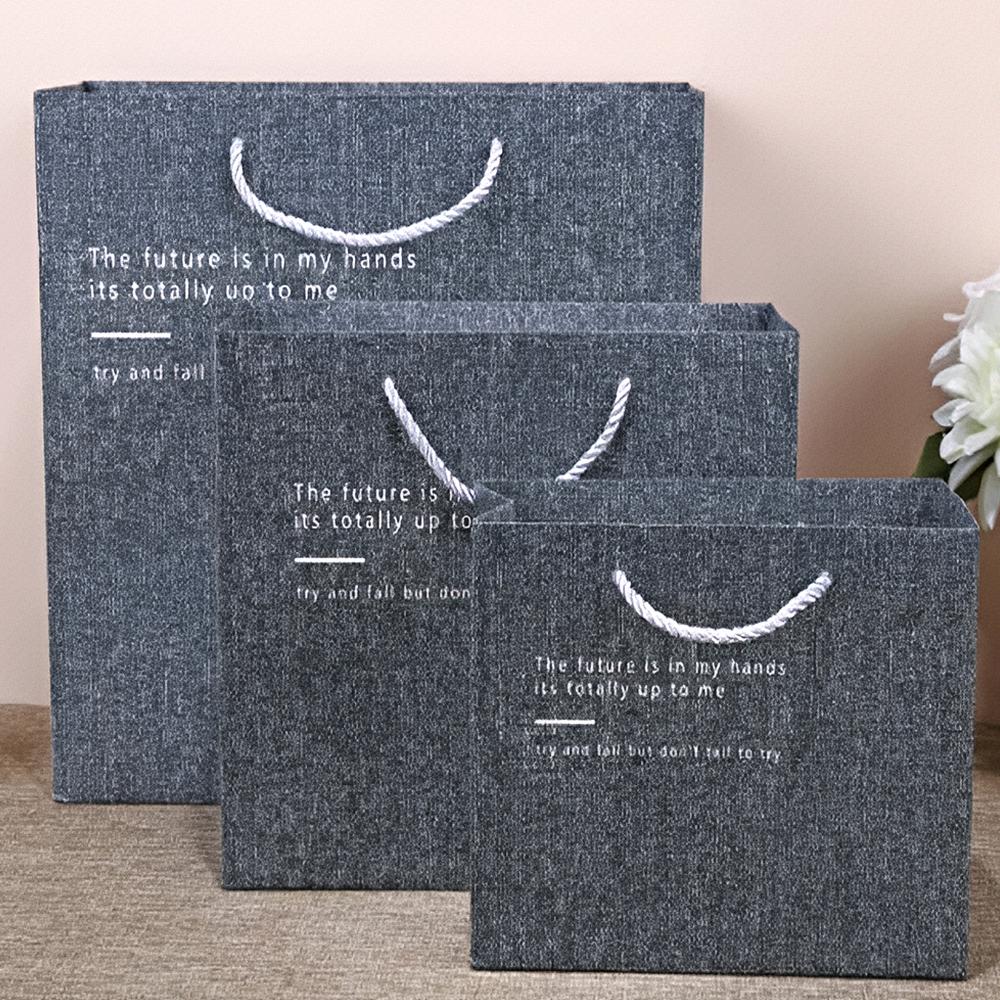 The future is in my hands
its totally up to me
try and fall
The future is in my
its totally up to
try and fall but don
The future is in my hands
its totally up to me
try and fall but don't fall to try